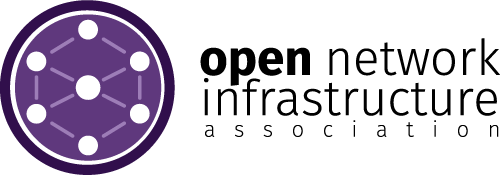 open network
infrastructure
association